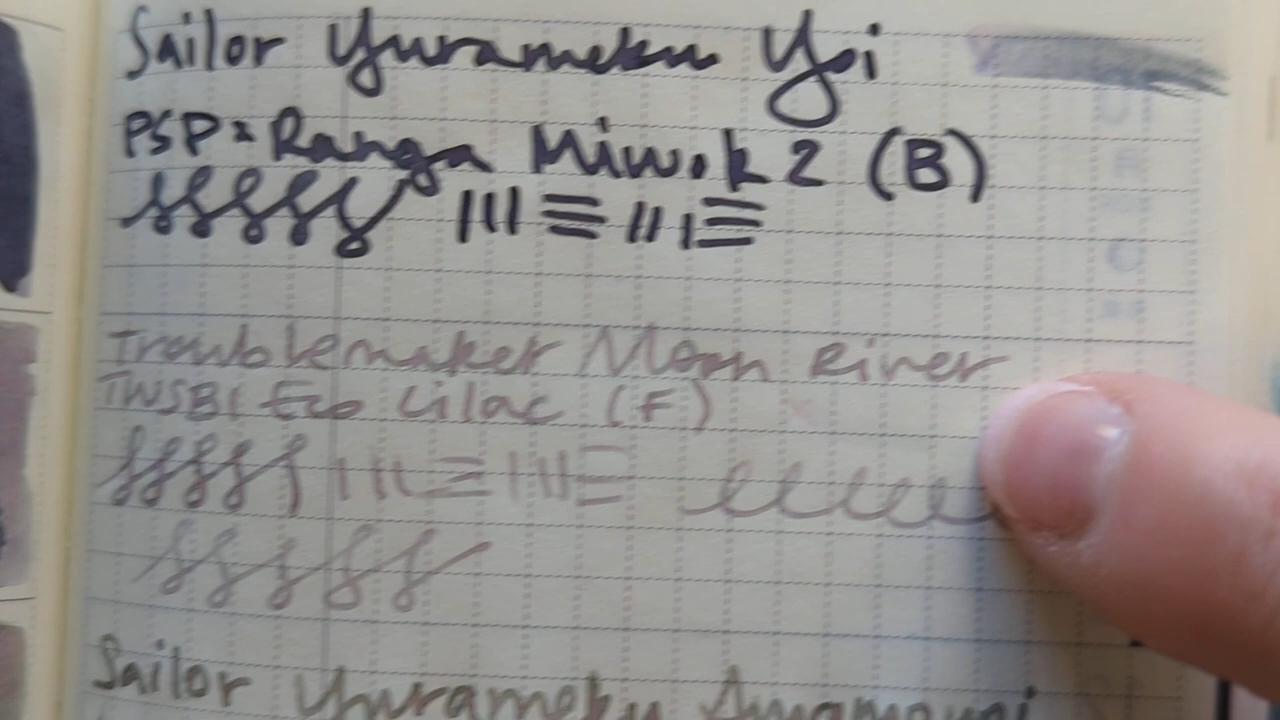 Sailor Yurameku Yoi
PSP x Ranga Miwok 2 (B)
Troublemaker Moon River
TWSBI Eco Lilac (F)
Sailor Yurameku